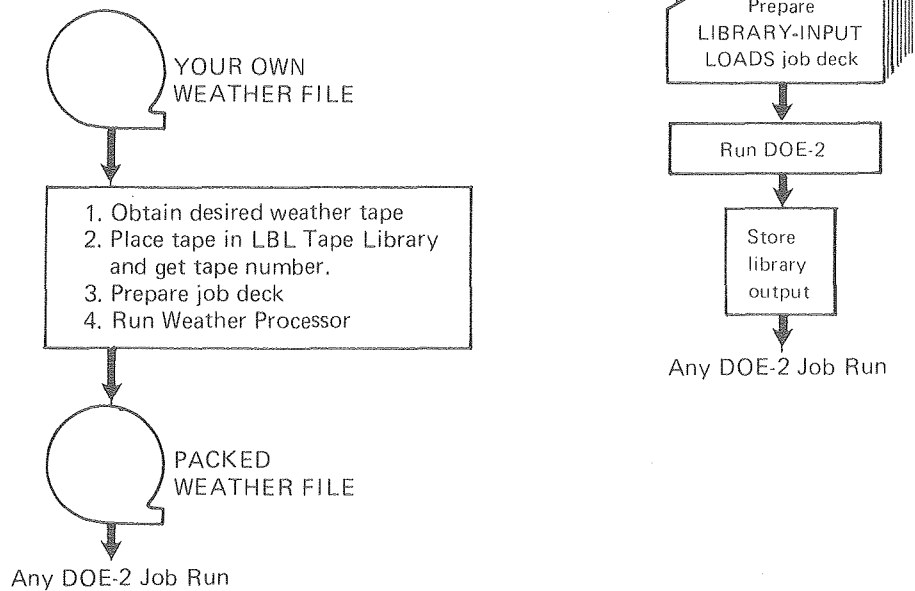 YOUR OWN
WEATHER FILE
1. Obtain desired weather tape
2. Place tape in LBL Tape Library
and get tape number.
3. Prepare job deck
4. Run Weather Processor
PACKED
WEATHER FILE
Any DOE-2 Job Run
Prepare
LIBRARY-INPUT
LOADS job deck
Run DOE-2
Store
library
output
Any DOE-2 Job Run